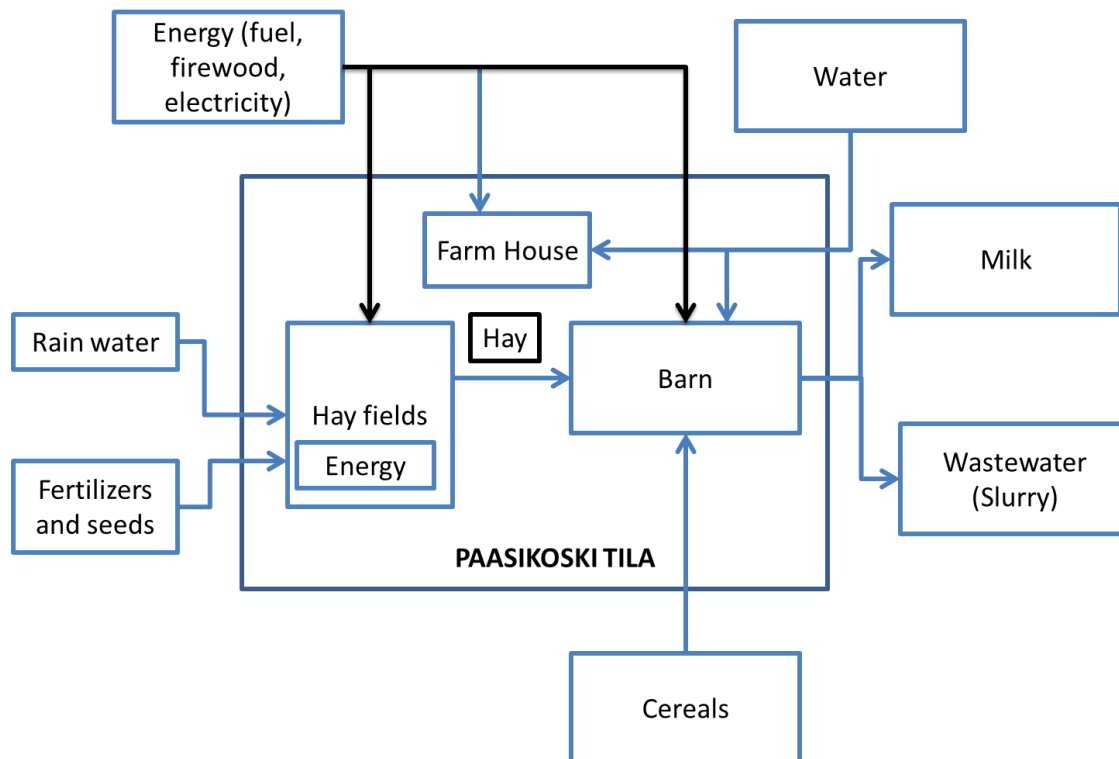 Energy (fuel,
firewood,
electricity)
Water
Farm House
Milk
Rain water
Hay
Barn
Hay fields
Energy
Fertilizers
and seeds
Wastewater
(Slurry)
PAASIKOSKI TILA
Cereals